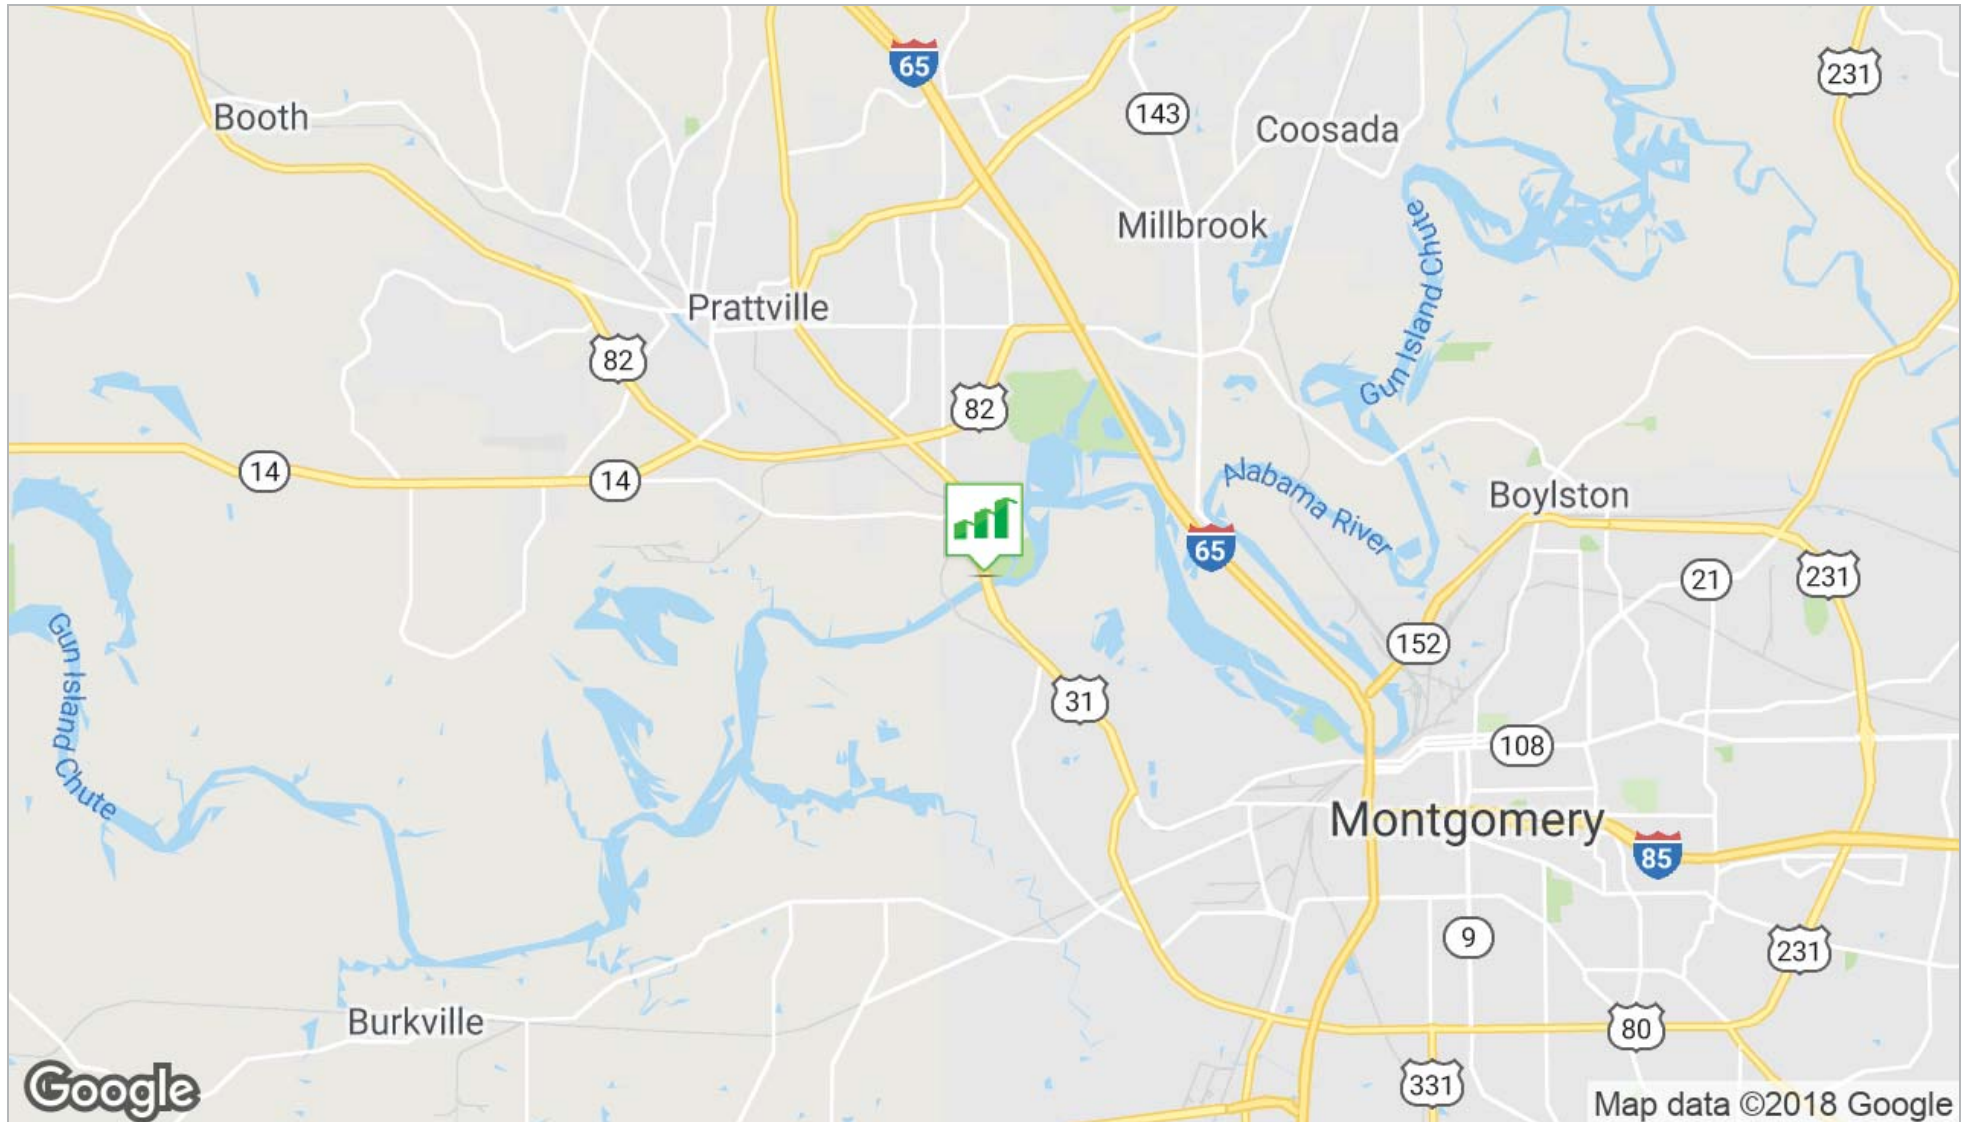 65
231
143
Booth
Coosada
Millbrook
Gun Island Chute
Prattville
82
82
14
14
Alabama River
Boylston
65
21
231
152
Gun Island Chute
31
108
Montgomery
85
9
231
Burkville
80
331
Google
Map data ©2018 Google